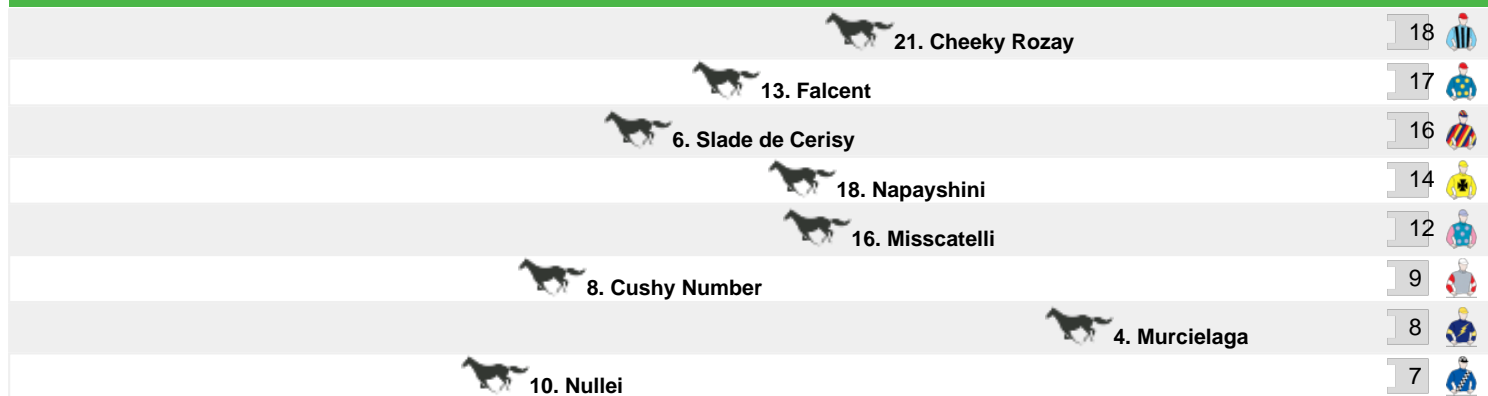 21. Cheeky Rozay 18
13. Falcent 17
6. Slade de Cerisy 16
18. Napayshini 14
16. Misscatelli 12
8. Cushy Number 9
4. Murcielaga 8
10. Nullei 7